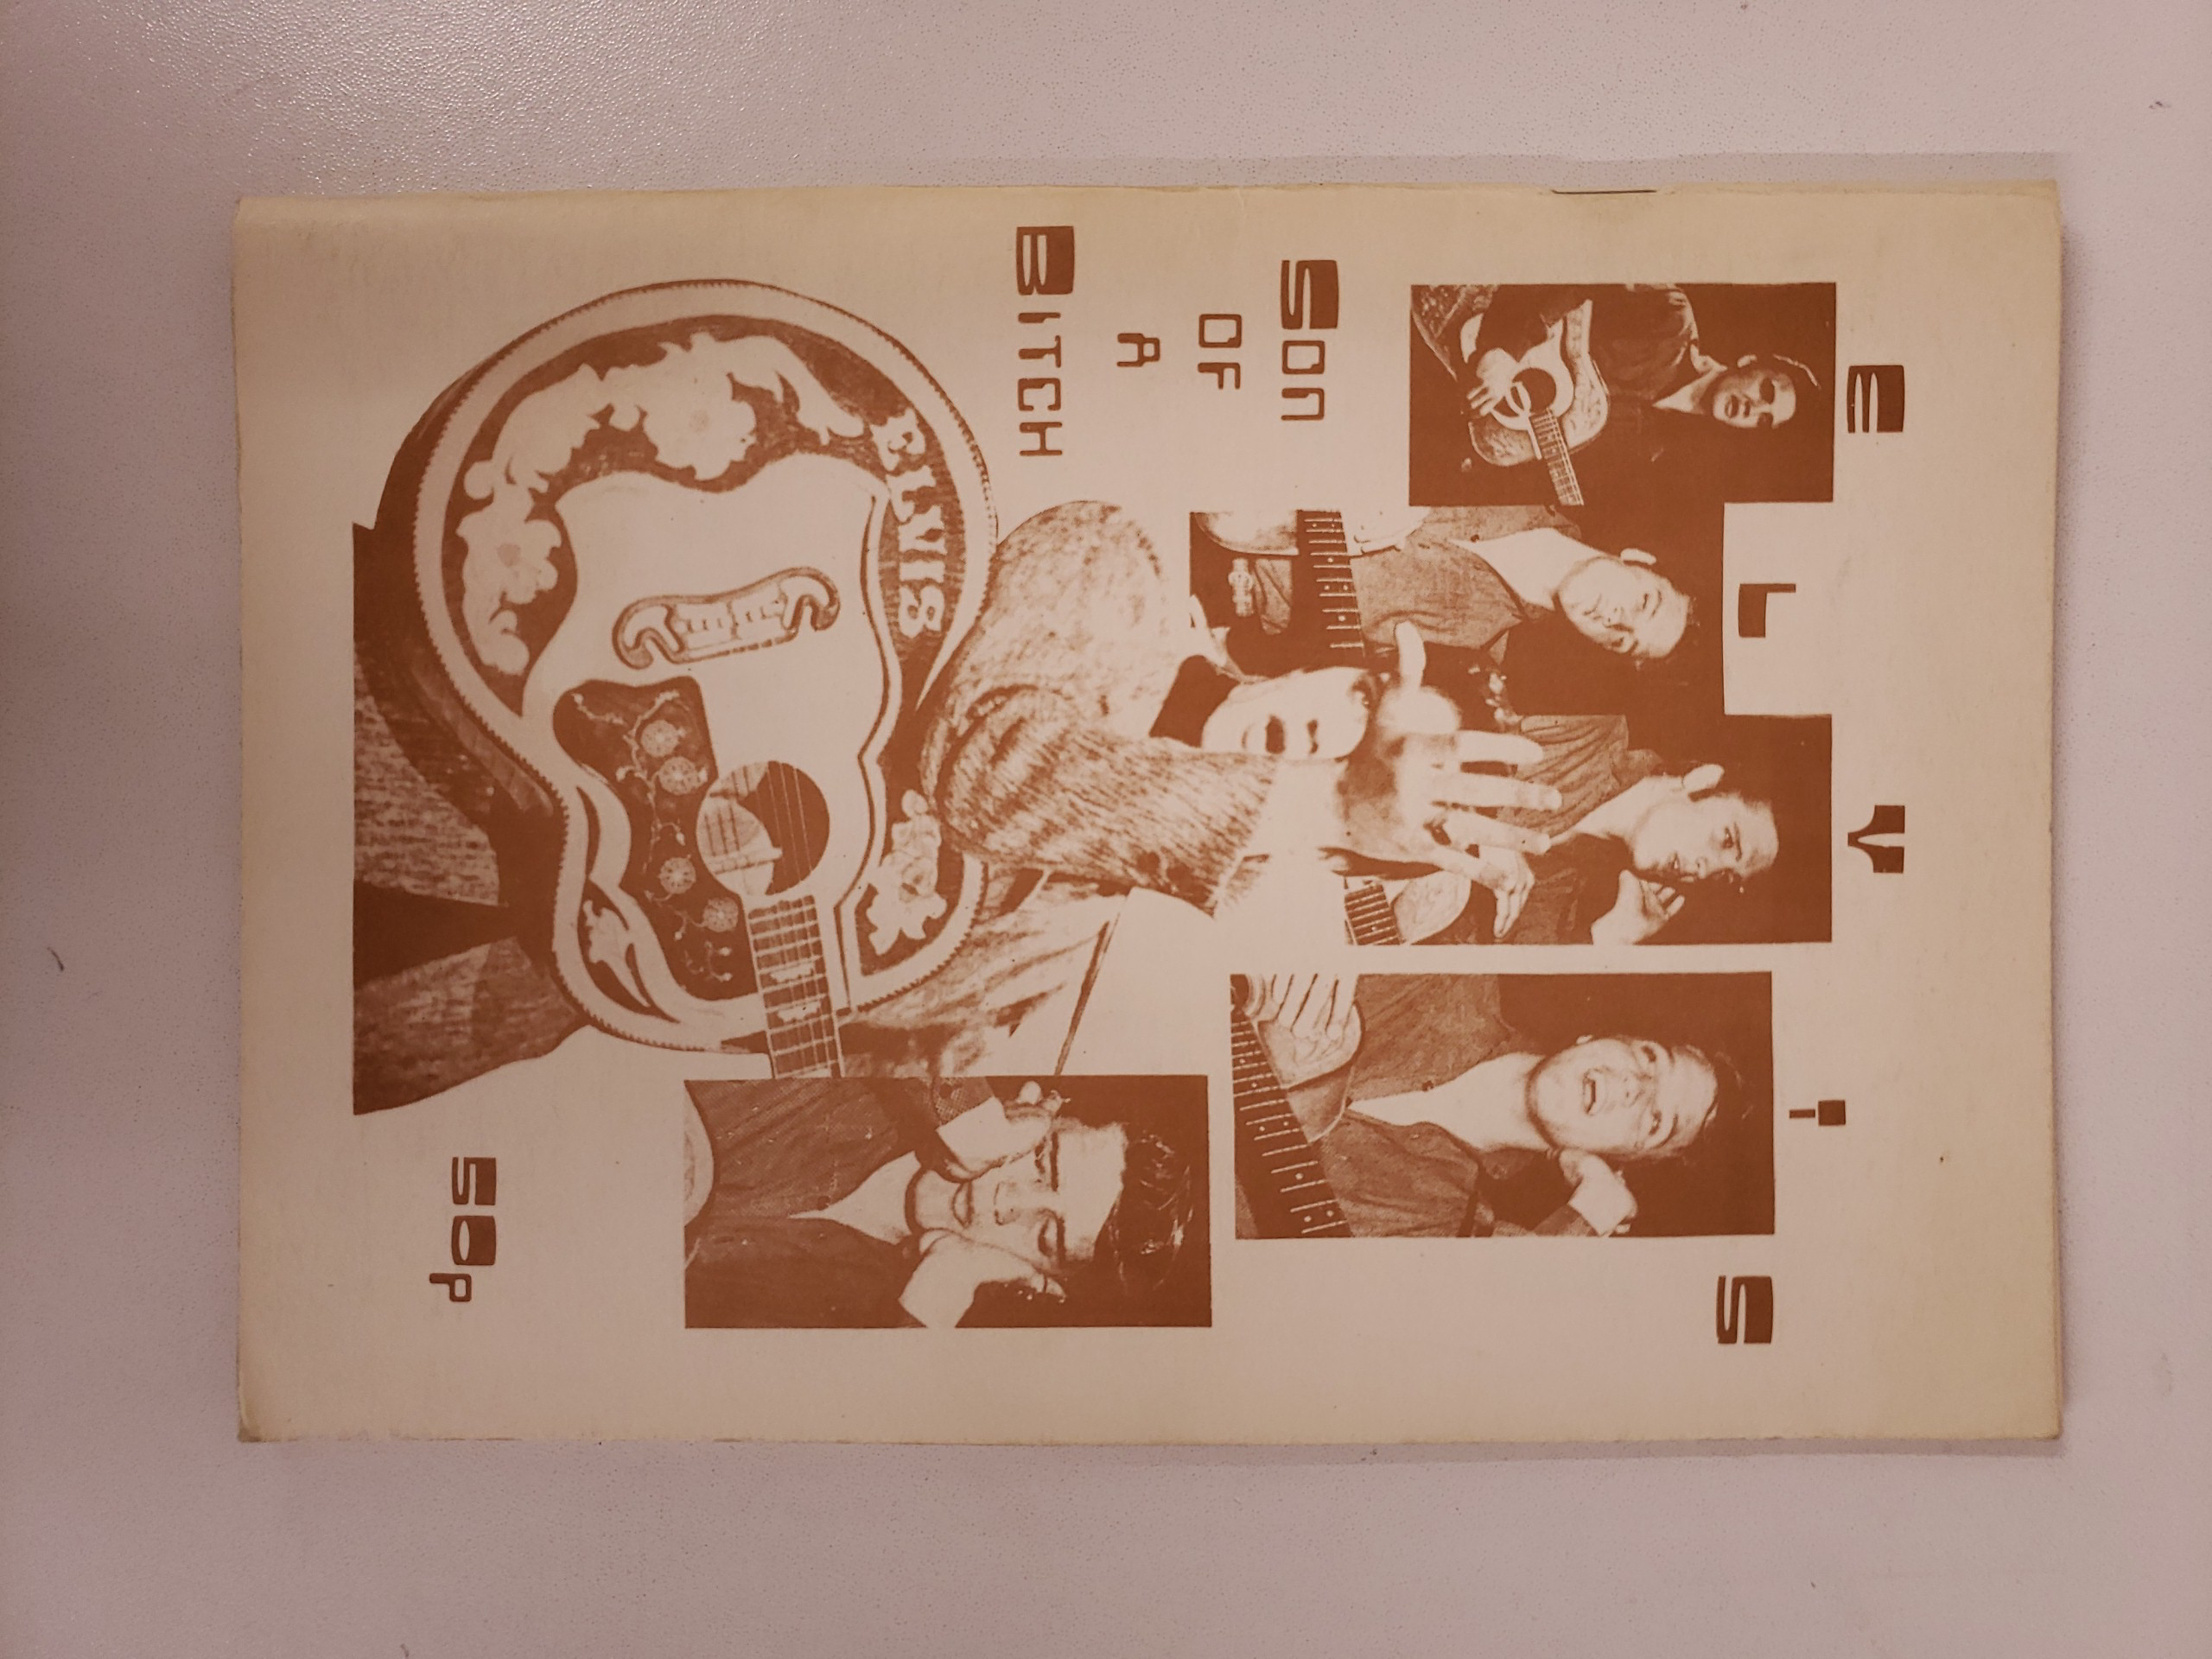 ELViS
Son
OF
A
BITCH
ELVIS
50p